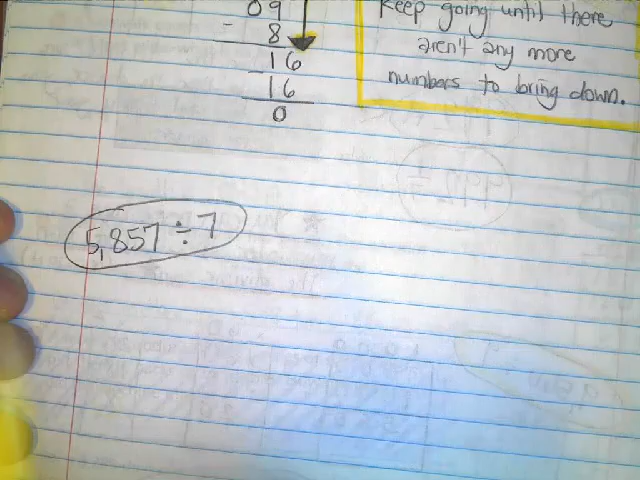 09
- 8
16
- 16
0
Keep going until there
aren't any more
numbers to bring down.
5,857 ÷ 7